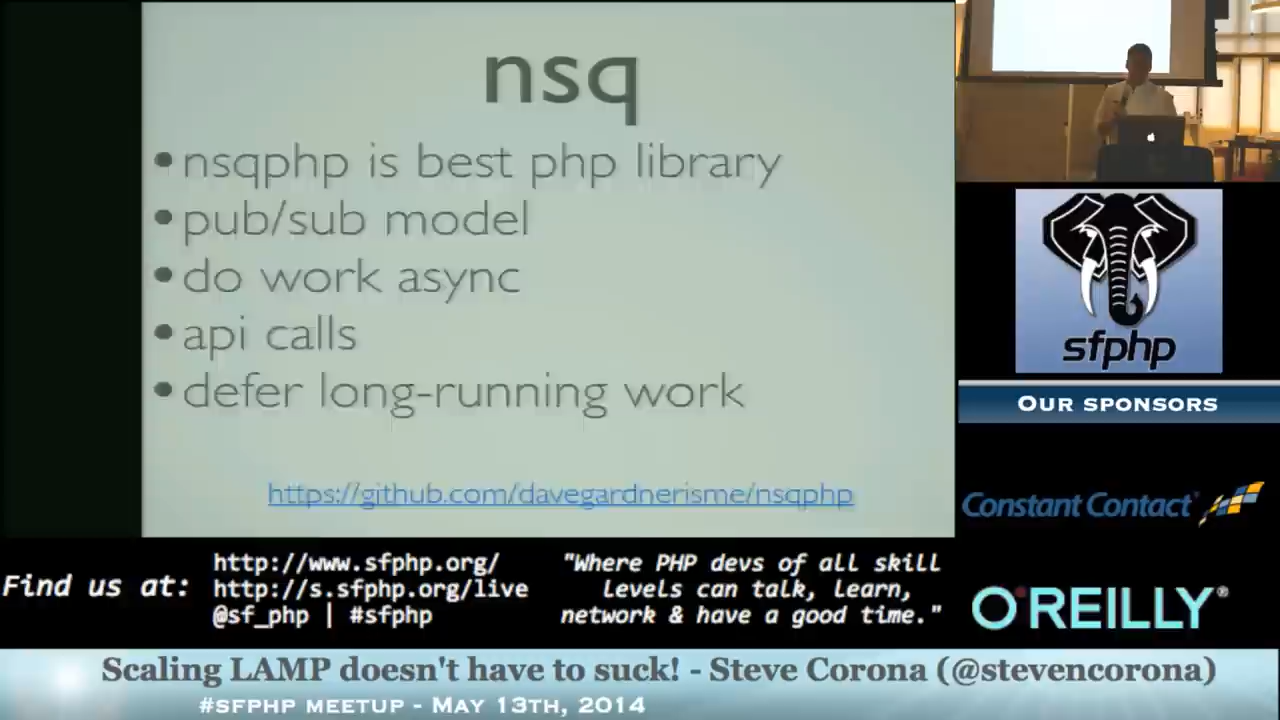 nsq
• nsqphp is best php library
• pub/sub model
• do work async
• api calls
• defer long-running work
https://github.com/davegardnerisme/nsqphp
sfphp
OUR SPONSORS
Constant Contact®
O'REILLY®
Find us at:
http://www.sfphp.org/
http://s.sfphp.org/live
@sf_php | #sfphp
"Where PHP devs of all skill
Levels can talk, Learn,
network & have a good time."
Scaling LAMP doesn't have to suck! - Steve Corona (@stevencorona)
#SFPHP MEETUP - MAY 13TH, 2014